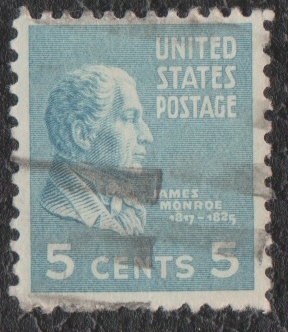 UNITED
STATES
POSTAGE
JAMES
MONROE
1817-1825
5 CENTS 5